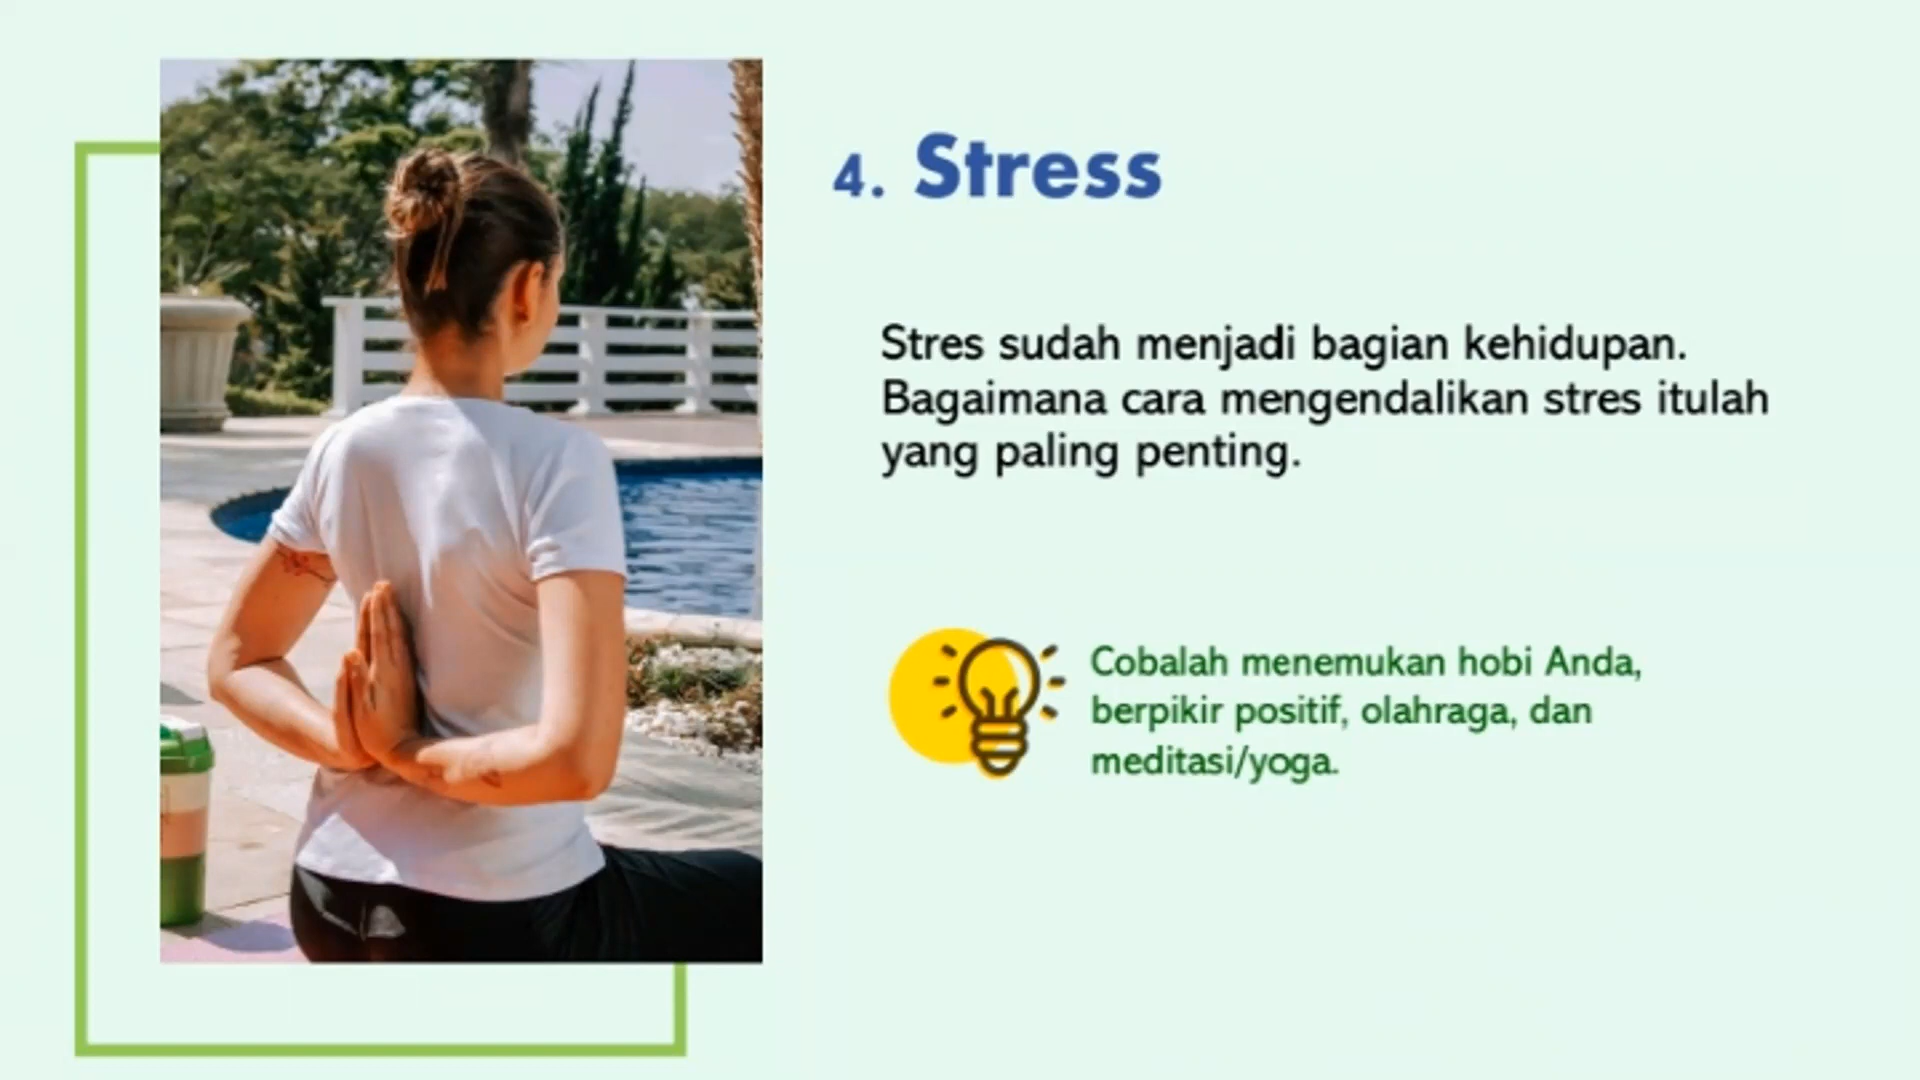 4. Stress
Stres sudah menjadi bagian kehidupan.
Bagaimana cara mengendalikan stres itulah
yang paling penting.
Cobalah menemukan hobi Anda,
berpikir positif, olahraga, dan
meditasi/yoga.